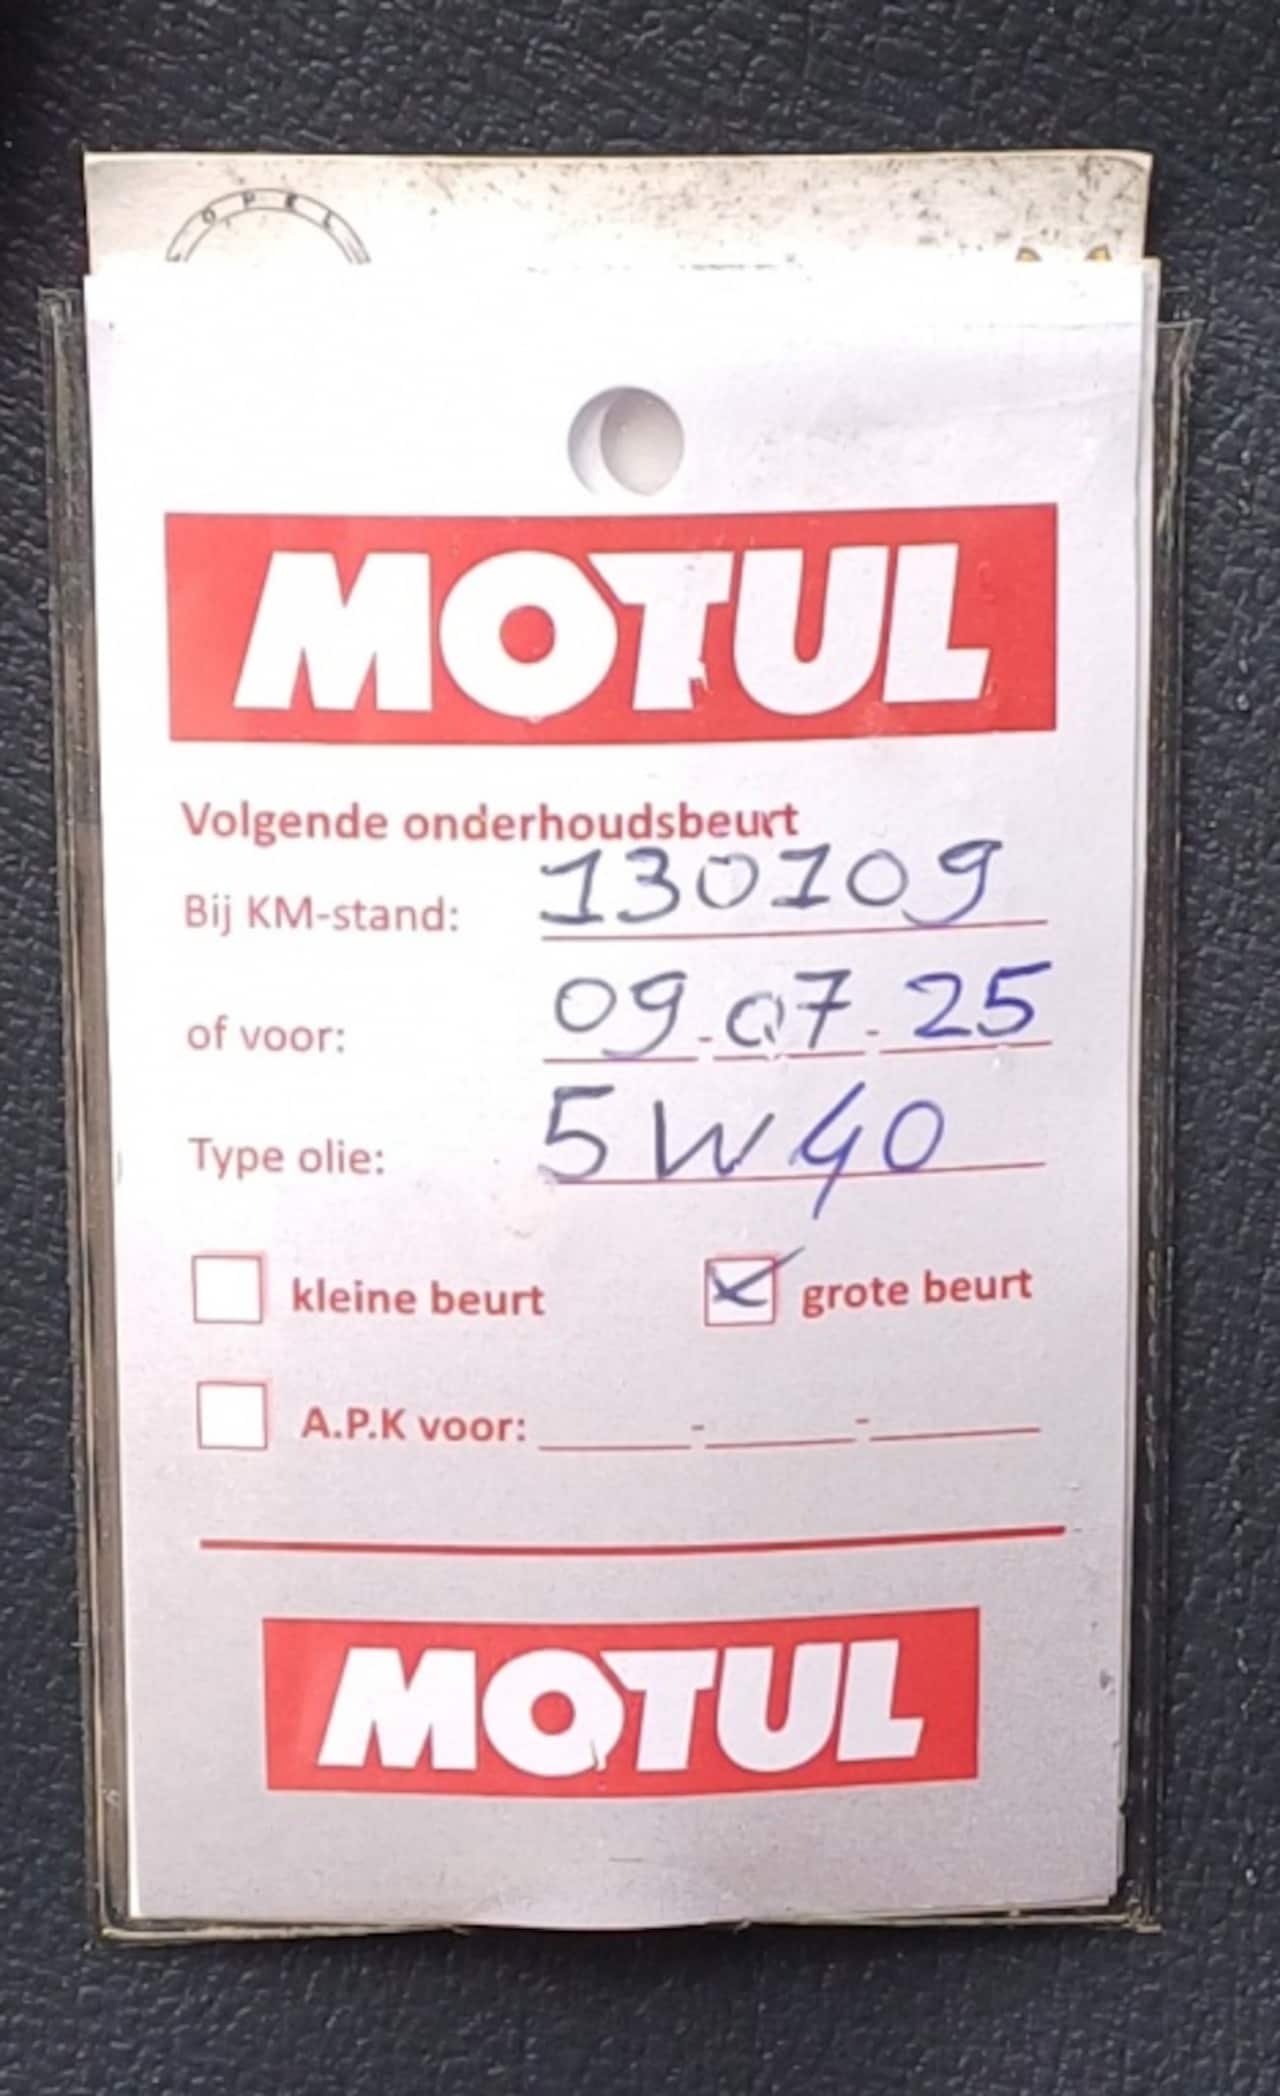 OPEL
MOTUL
Volgende onderhoudsbeurt
Bij KM-stand: 130109
of voor: 09-07-25
Type olie: 5W40
kleine beurt grote beurt
A.P.K voor: - -
MOTUL